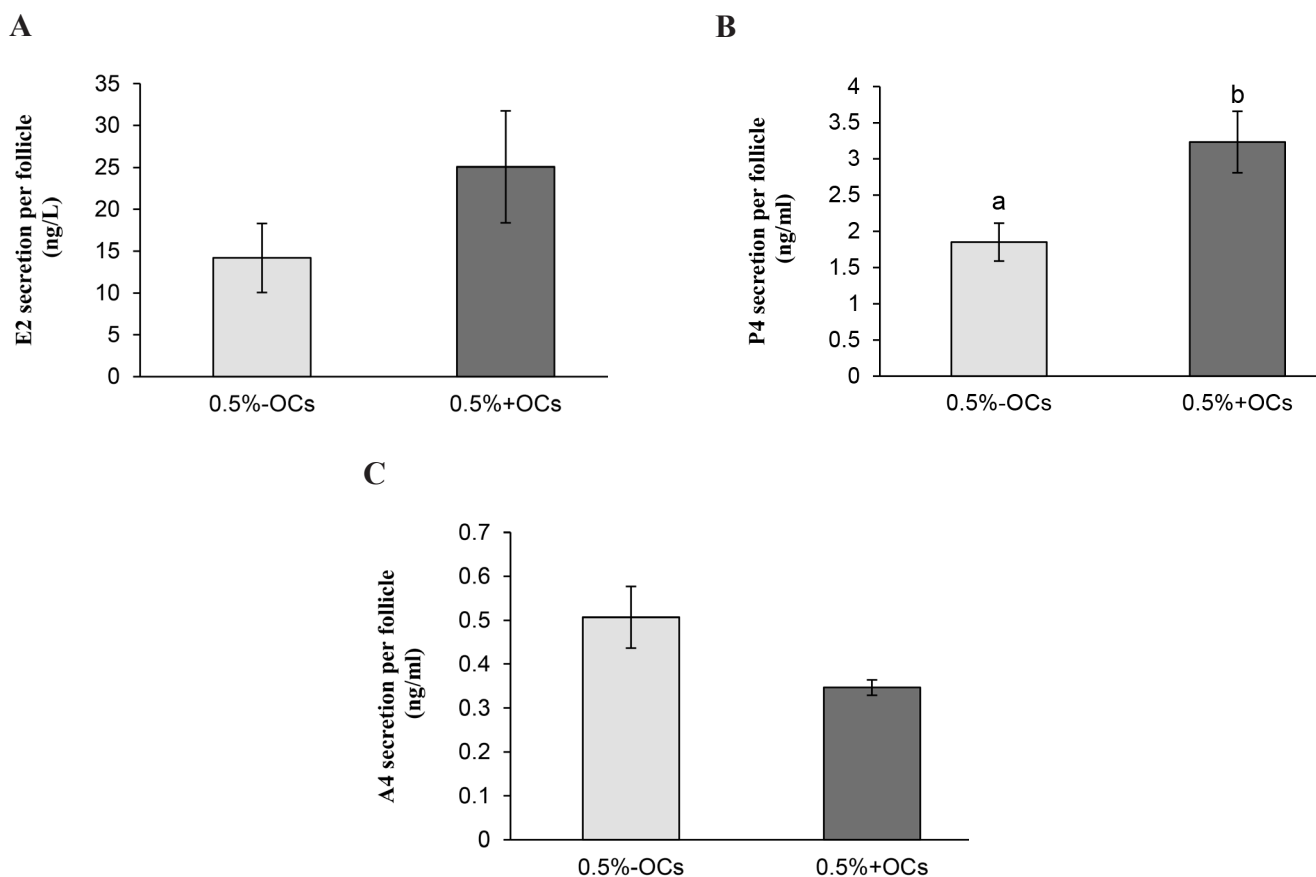 A
E2 secretion per follicle
(ng/L)
35
30
25
20
15
10
5
0
0.5%-OCs 0.5%+OCs
B
P4 secretion per follicle
(ng/ml)
4
3.5
3
2.5
2
1.5
1
0.5
0
a
b
0.5%-OCs 0.5%+OCs
C
A4 secretion per follicle
(ng/ml)
0.7
0.6
0.5
0.4
0.3
0.2
0.1
0
0.5%-OCs 0.5%+OCs